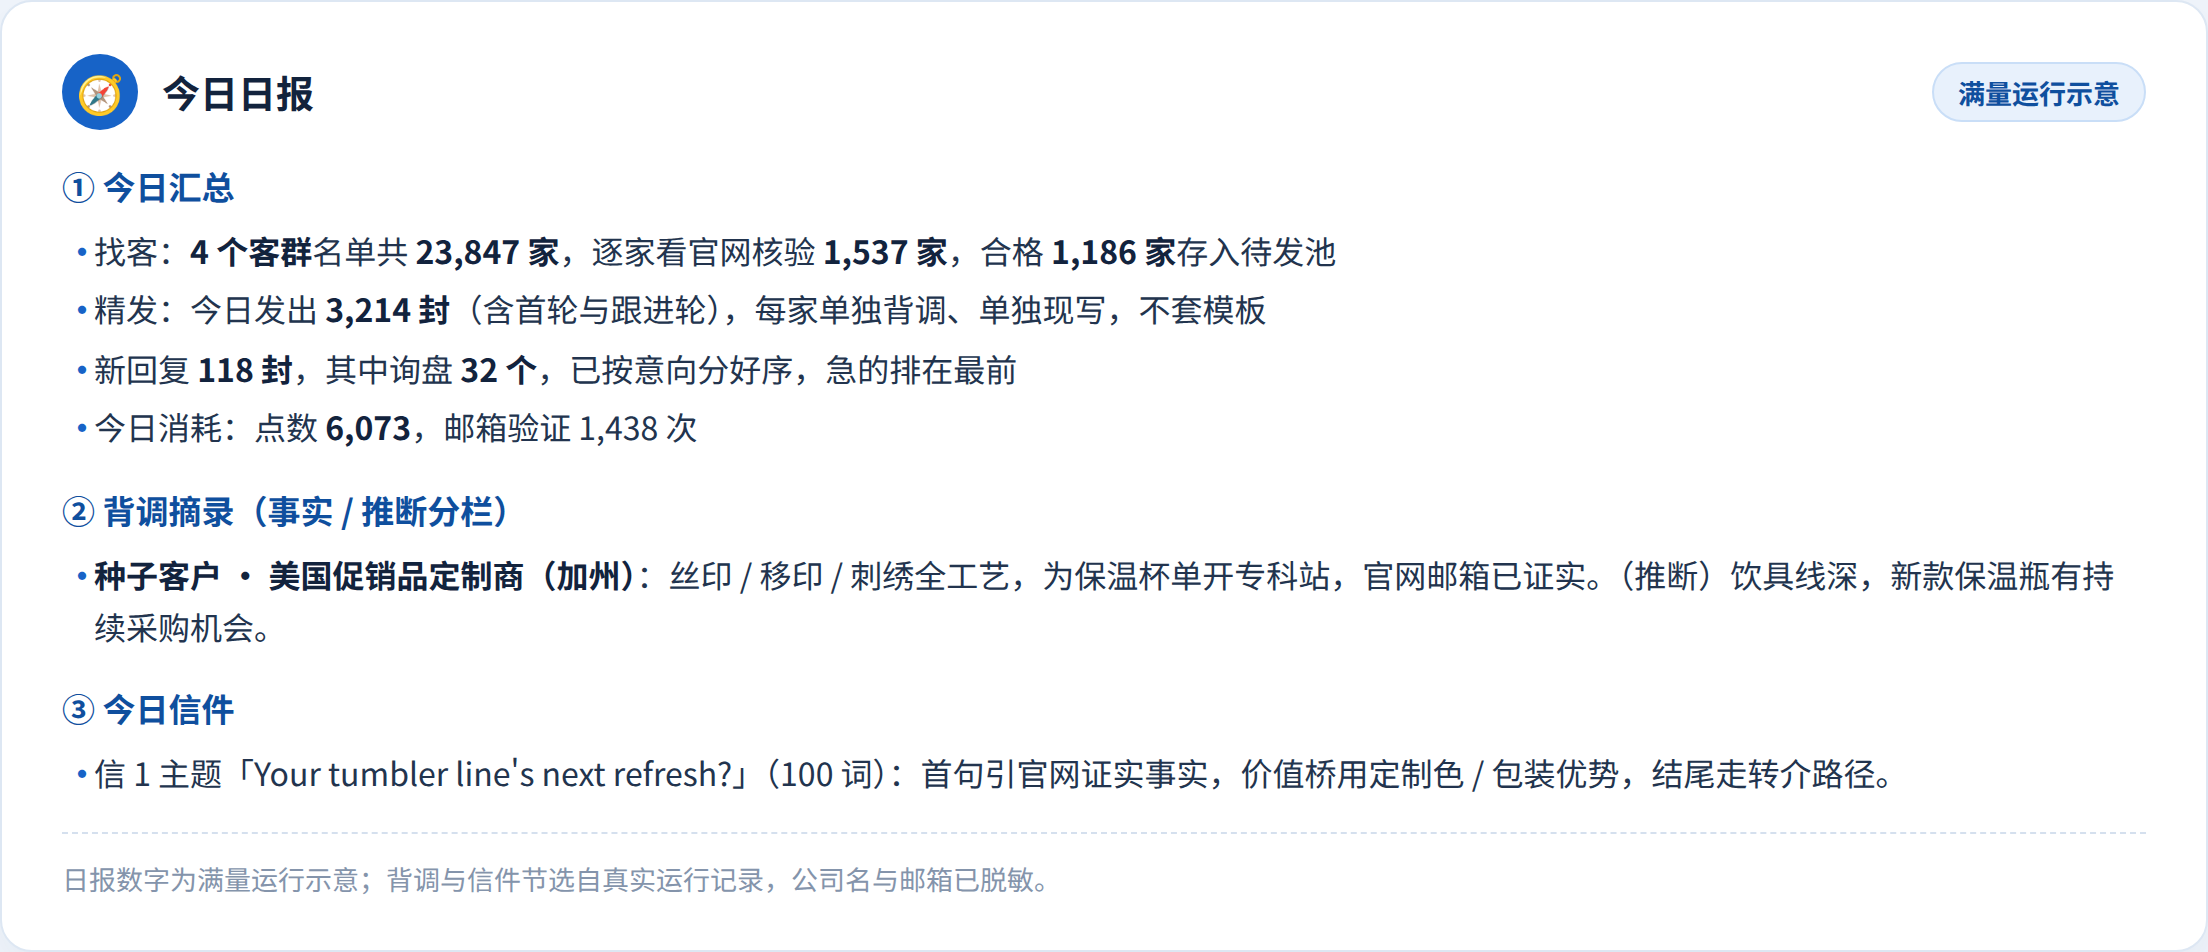 今日日报
满量运行示意
① 今日汇总
• 找客：4 个客群名单共 23,847 家，逐家看官网核验 1,537 家，合格 1,186 家存入待发池
• 精发：今日发出 3,214 封（含首轮与跟进轮），每家单独背调、单独现写，不套模板
• 新回复 118 封，其中询盘 32 个，已按意向分好序，急的排在最前
• 今日消耗：点数 6,073，邮箱验证 1,438 次
② 背调摘录（事实 / 推断分栏）
• 种子客户 · 美国促销品定制商（加州）：丝印 / 移印 / 刺绣全工艺，为保温杯单开专科站，官网邮箱已证实。（推断）饮具线深，新款保温瓶有持
续采购机会。
③ 今日信件
• 信 1 主题「Your tumbler line's next refresh?」（100 词）：首句引官网证实事实，价值桥用定制色 / 包装优势，结尾走转介路径。
日报数字为满量运行示意；背调与信件节选自真实运行记录，公司名与邮箱已脱敏。